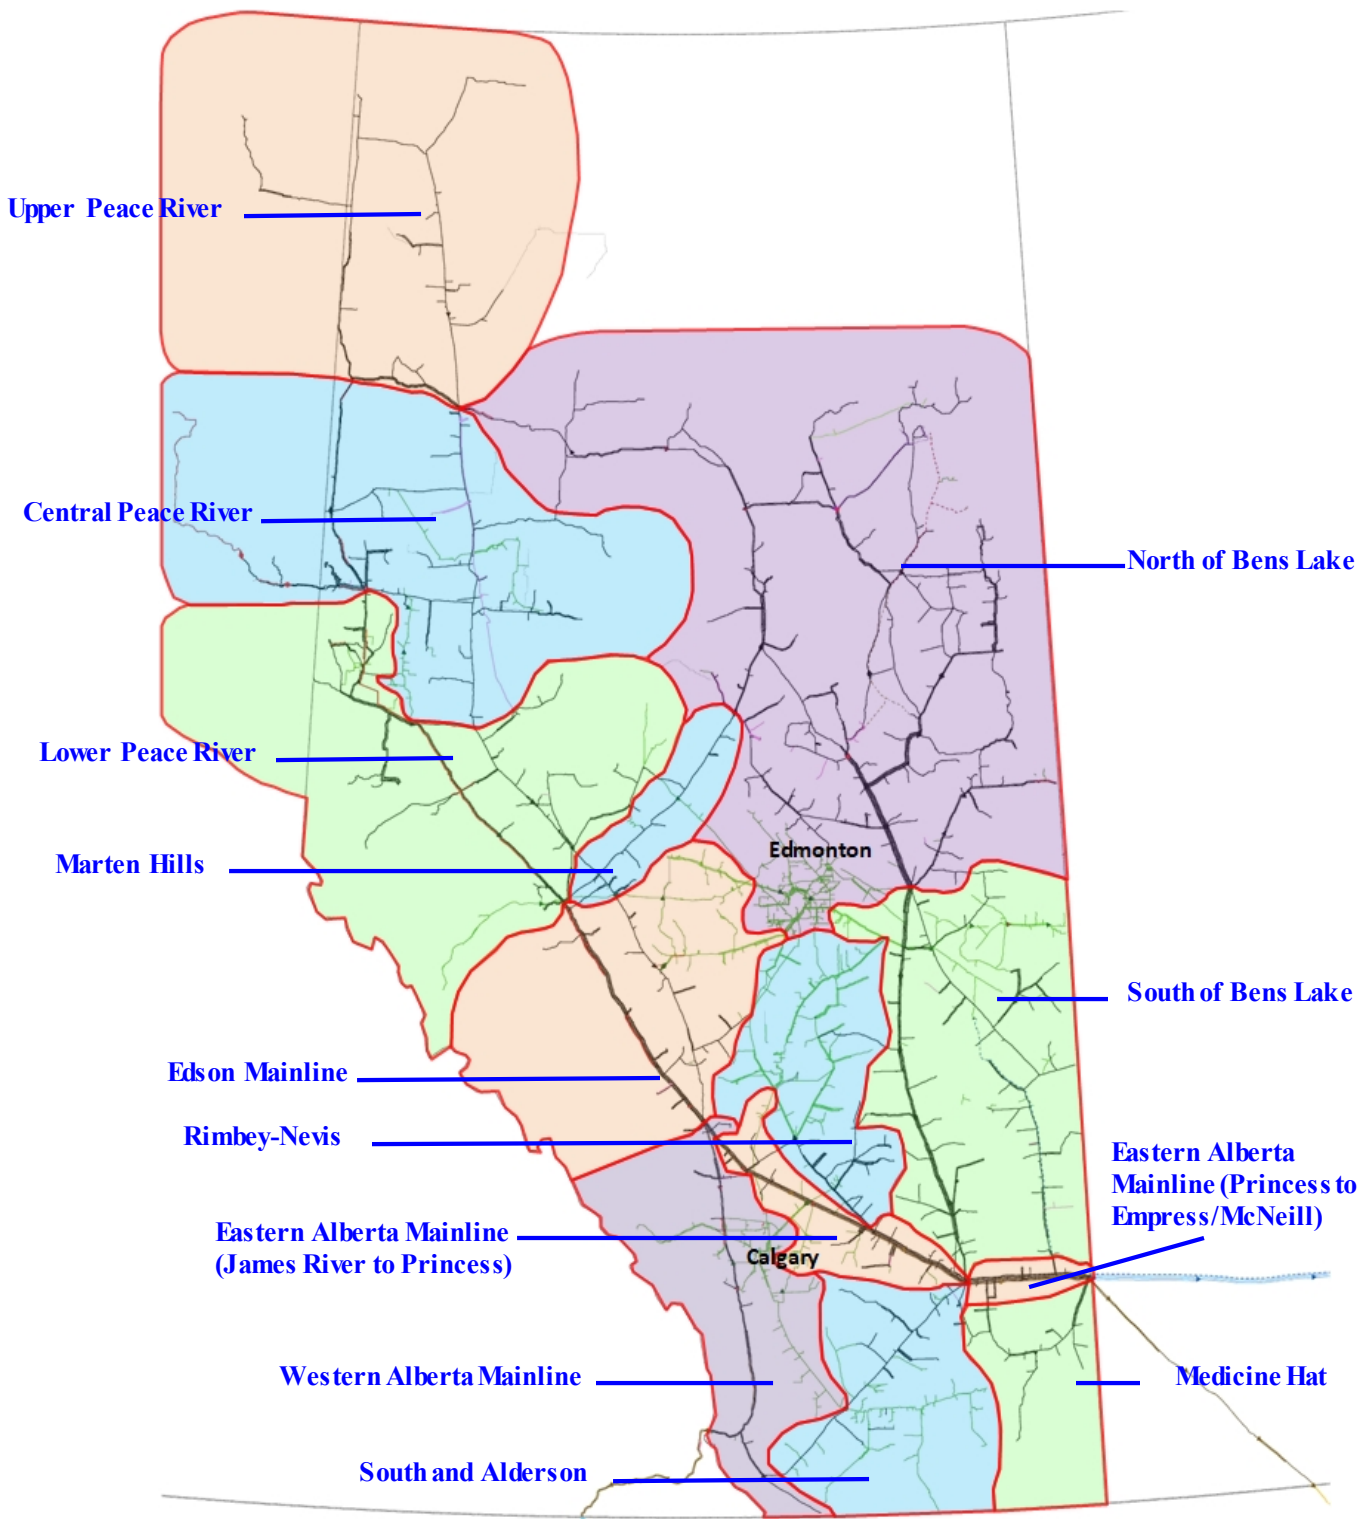 Upper Peace River
Central Peace River
North of Bens Lake
Lower Peace River
Edmonton
Marten Hills
South of Bens Lake
Edson Mainline
Rimbey-Nevis
Eastern Alberta
Mainline (Princess to
Empress/McNeill)
Eastern Alberta Mainline
(James River to Princess)
Calgary
Western Alberta Mainline
Medicine Hat
South and Alderson